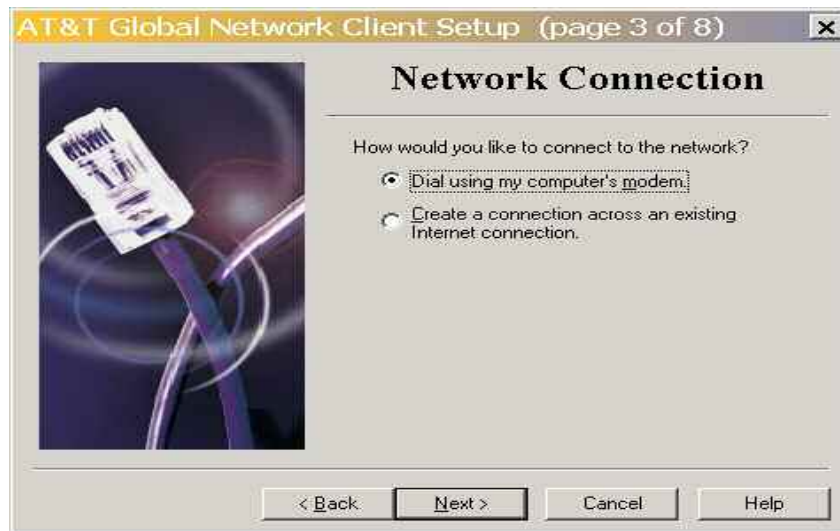 AT&T Global Network Client Setup (page 3 of 8)
Network Connection
How would you like to connect to the network?
Dial using my computer's modem.
Create a connection across an existing
Internet connection.
< Back
Next >
Cancel
Help